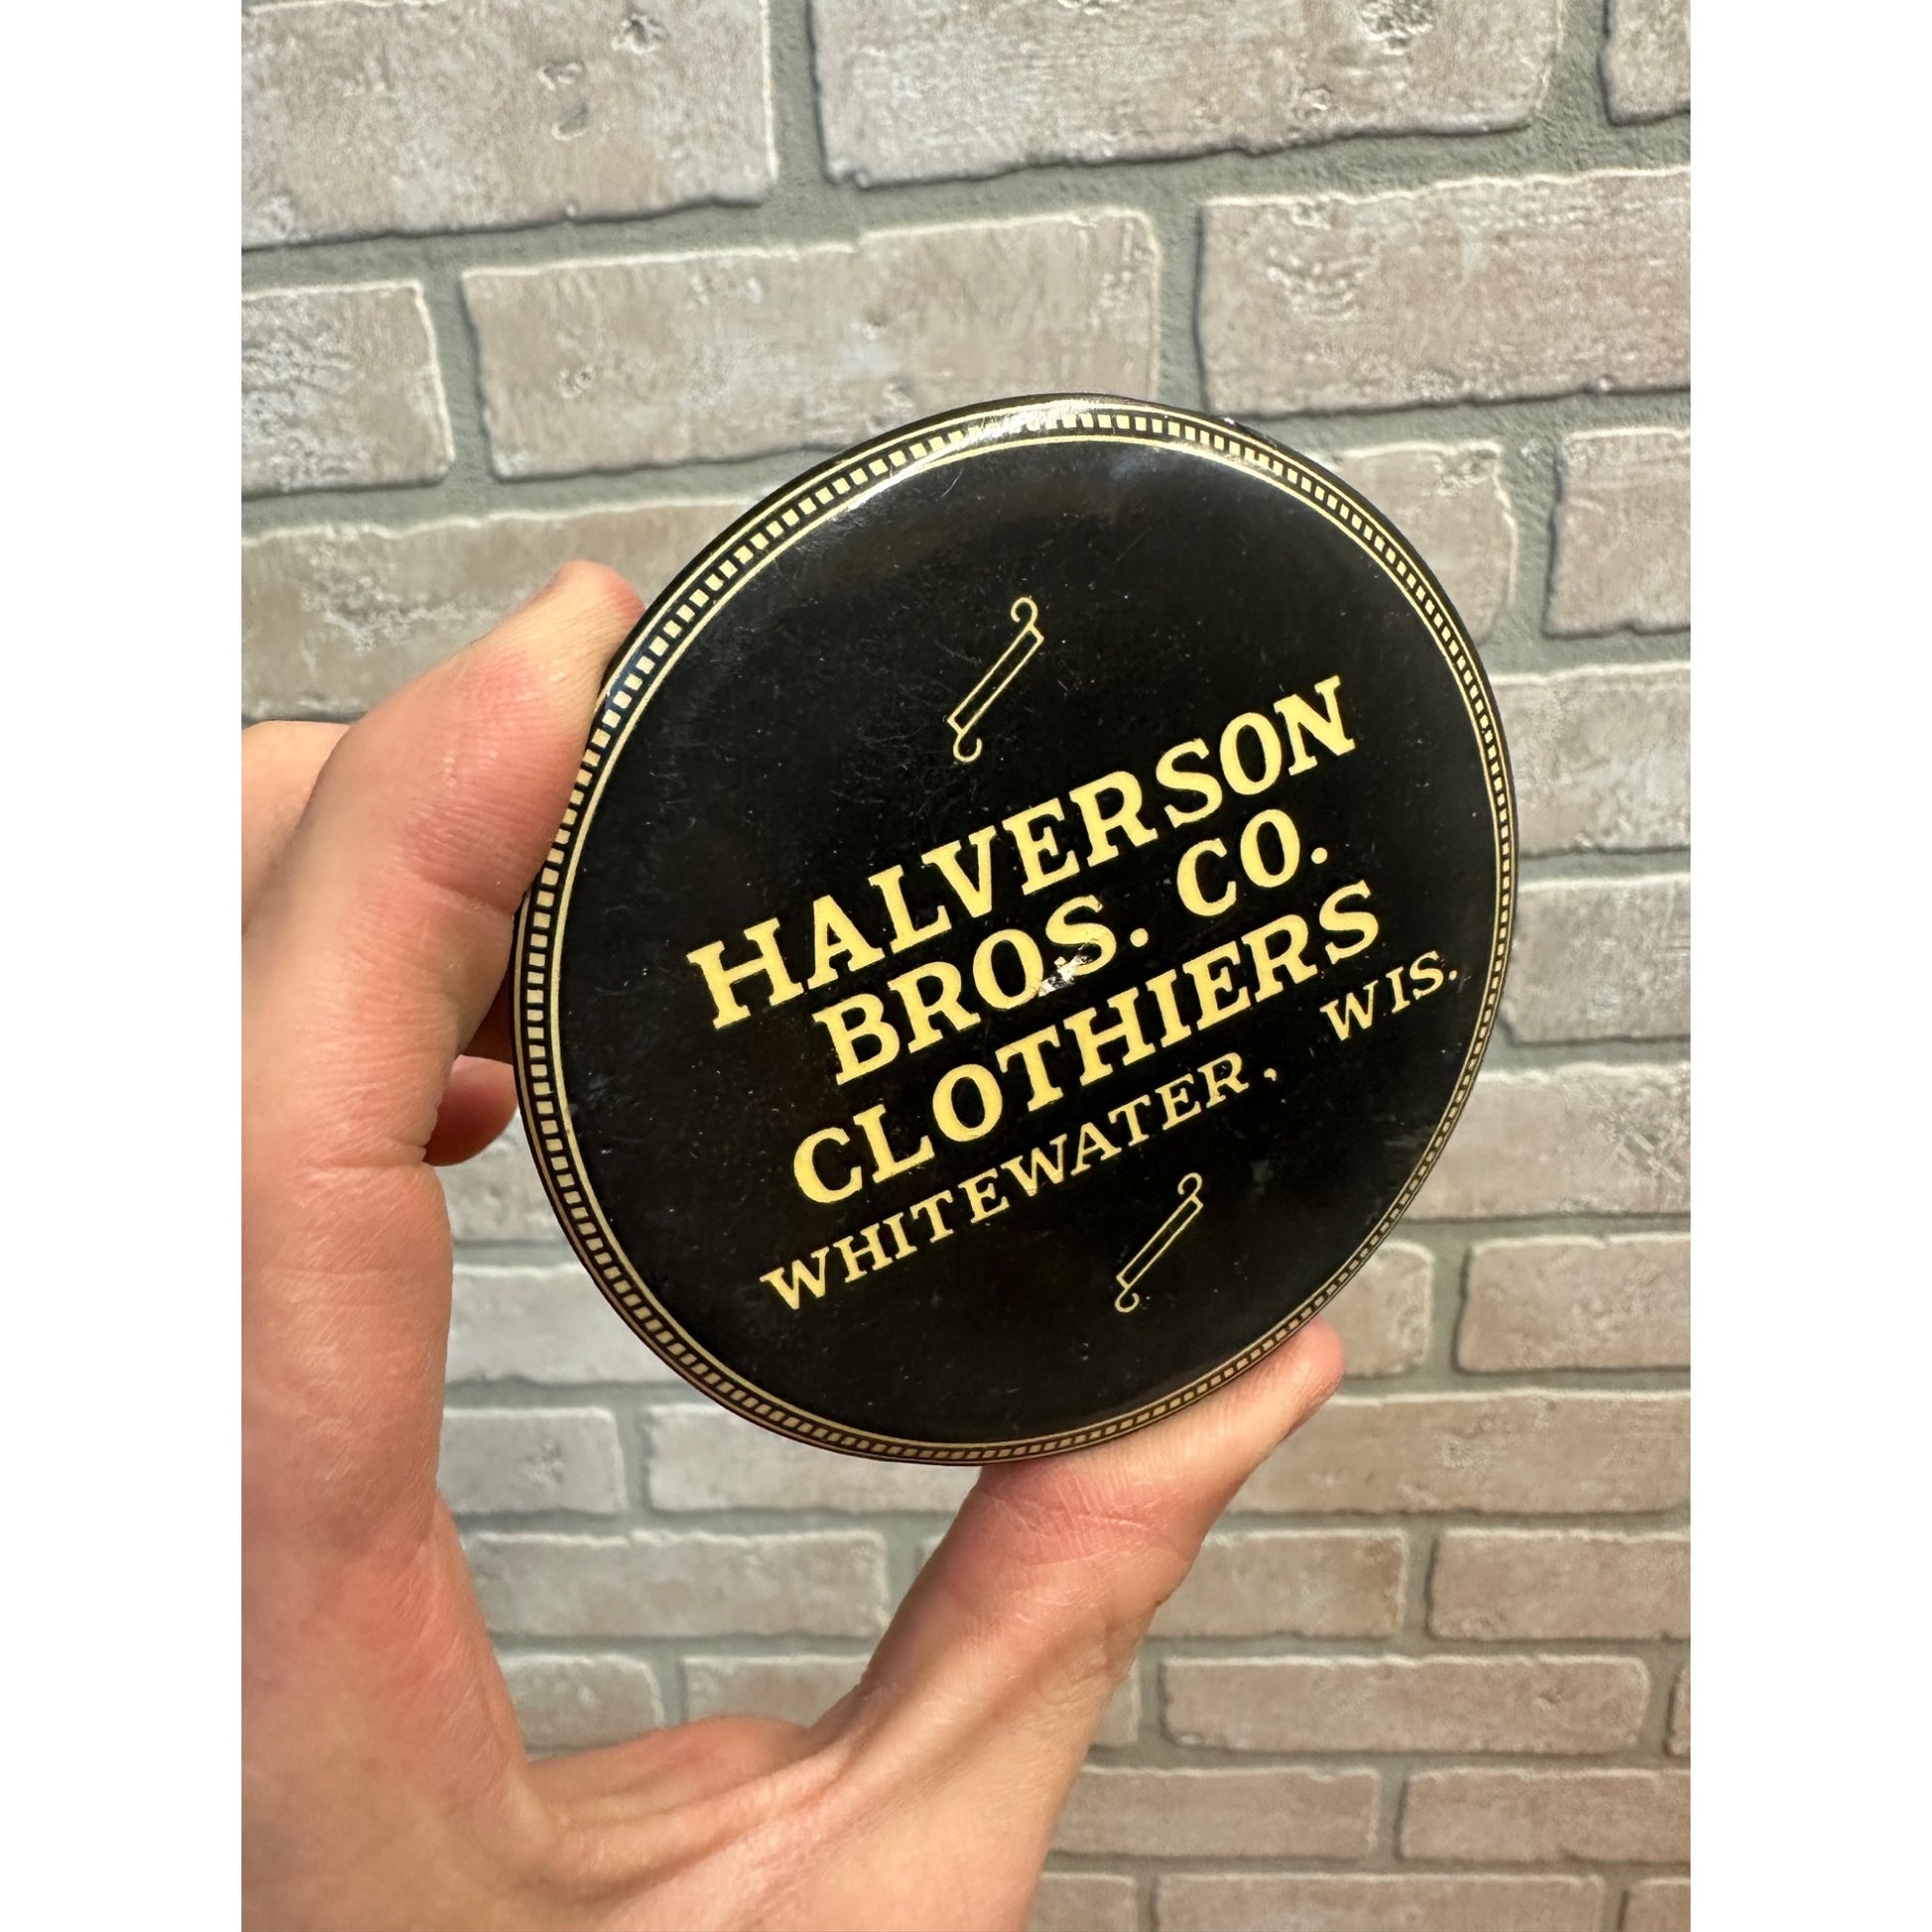 HALVERSON
BROS. CO.
CLOTHIERS
WHITEWATER, WIS.